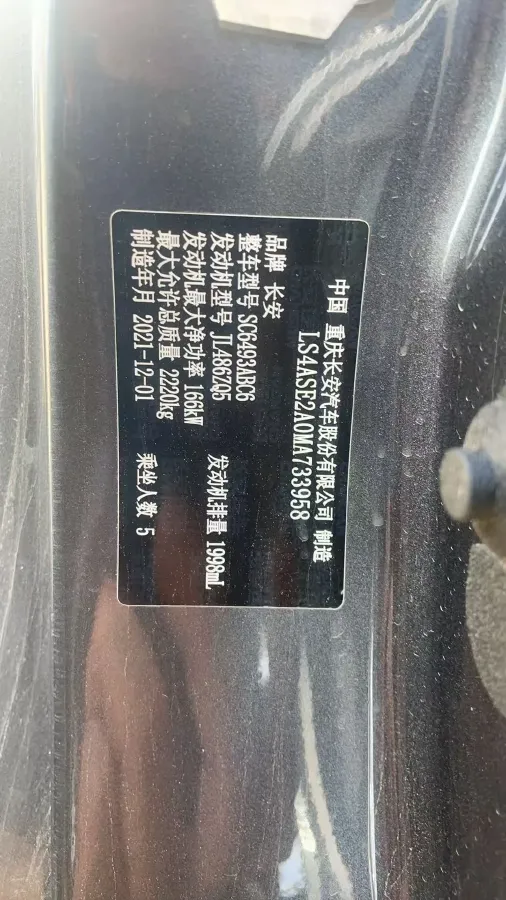 中国 重庆长安汽车股份有限公司 制造
LS4ASE2A0MA733958
品牌 长安
整车型号 SC6493ABC6
发动机型号 JL486ZQ5 发动机排量 1998mL
发动机最大净功率 166kW
最大允许总质量 2220kg
制造年月 2021-12-01 乘坐人数 5